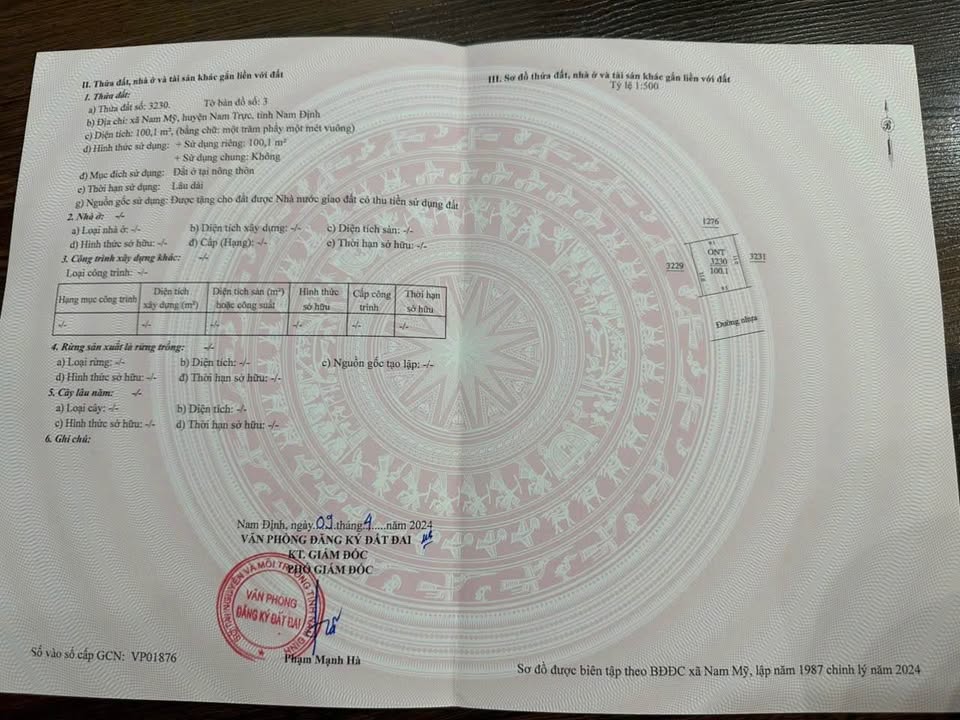 II. Thửa đất, nhà ở và tài sản khác gắn liền với đất
1. Thửa đất:
a) Thửa đất số: 3230. Tờ bản đồ số: 3
b) Địa chỉ: xã Nam Mỹ, huyện Nam Trực, tỉnh Nam Định
c) Diện tích: 100,1 m², (bằng chữ: một trăm phẩy một mét vuông)
d) Hình thức sử dụng: + Sử dụng riêng: 100,1 m²
+ Sử dụng chung: Không
đ) Mục đích sử dụng: Đất ở tại nông thôn
e) Thời hạn sử dụng: Lâu dài
g) Nguồn gốc sử dụng: Được tặng cho đất được Nhà nước giao đất có thu tiền sử dụng đất
2. Nhà ở: -/-
a) Loại nhà ở: -/- b) Diện tích xây dựng: -/- c) Diện tích sàn: -/-
d) Hình thức sở hữu: -/- đ) Cấp (Hạng): -/- e) Thời hạn sở hữu: -/-
3. Công trình xây dựng khác: -/-
Loại công trình: -/-
Hạng mục công trình Diện tích xây dựng (m²) Diện tích sàn (m²) hoặc công suất Hình thức sở hữu Cấp công trình Thời hạn sở hữu
-/- -/- -/- -/- -/- -/-
4. Rừng sản xuất là rừng trồng: -/-
a) Loại rừng: -/- b) Diện tích: -/- c) Nguồn gốc tạo lập: -/-
d) Hình thức sở hữu: -/- đ) Thời hạn sở hữu: -/-
5. Cây lâu năm: -/-
a) Loại cây: -/- b) Diện tích: -/-
c) Hình thức sở hữu: -/- d) Thời hạn sở hữu: -/-
6. Ghi chú:
Nam Định, ngày 09 tháng 4 năm 2024
VĂN PHÒNG ĐĂNG KÝ ĐẤT ĐAI
KT. GIÁM ĐỐC
PHÓ GIÁM ĐỐC
SỞ TÀI NGUYÊN VÀ MÔI TRƯỜNG TỈNH NAM ĐỊNH
VĂN PHÒNG
ĐĂNG KÝ ĐẤT ĐAI
Phạm Mạnh Hà
Số vào sổ cấp GCN: VP01876
III. Sơ đồ thửa đất, nhà ở và tài sản khác gắn liền với đất
Tỷ lệ 1:500
1276
ONT
3229
3230
3231
100.1
Đường nhựa
Sơ đồ được biên tập theo BĐĐC xã Nam Mỹ, lập năm 1987 chỉnh lý năm 2024